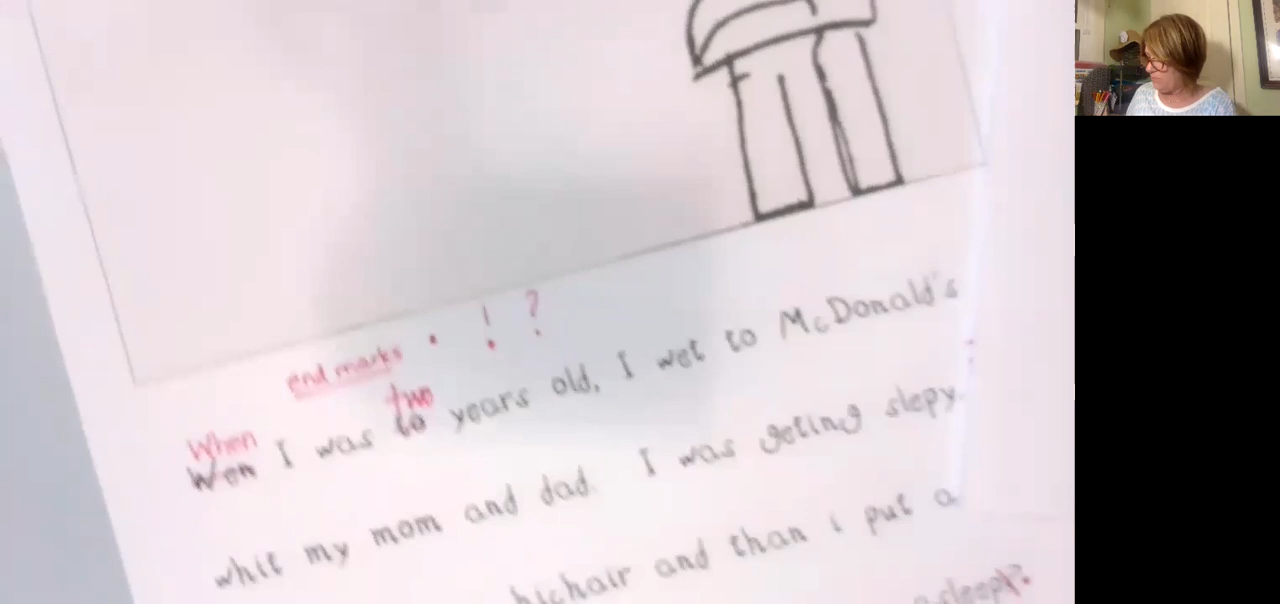 end marks . ! ?
When two
Wen I was to years old, I wet to McDonald's
whit my mom and dad. I was geting slepy.
hichair and than i put a
asleep.